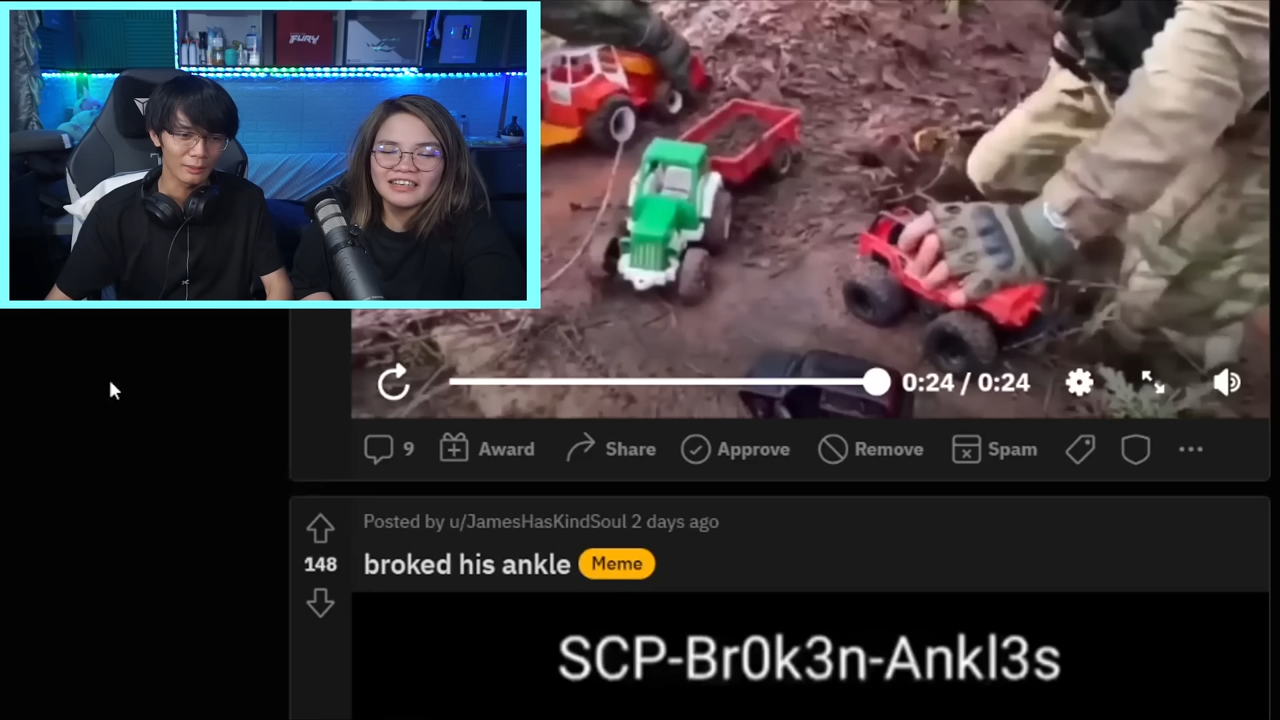 FURY
0:24 / 0:24
9 Award Share Approve Remove Spam
Posted by u/JamesHasKindSoul 2 days ago
148
broked his ankle Meme
SCP-Br0k3n-Ankl3s